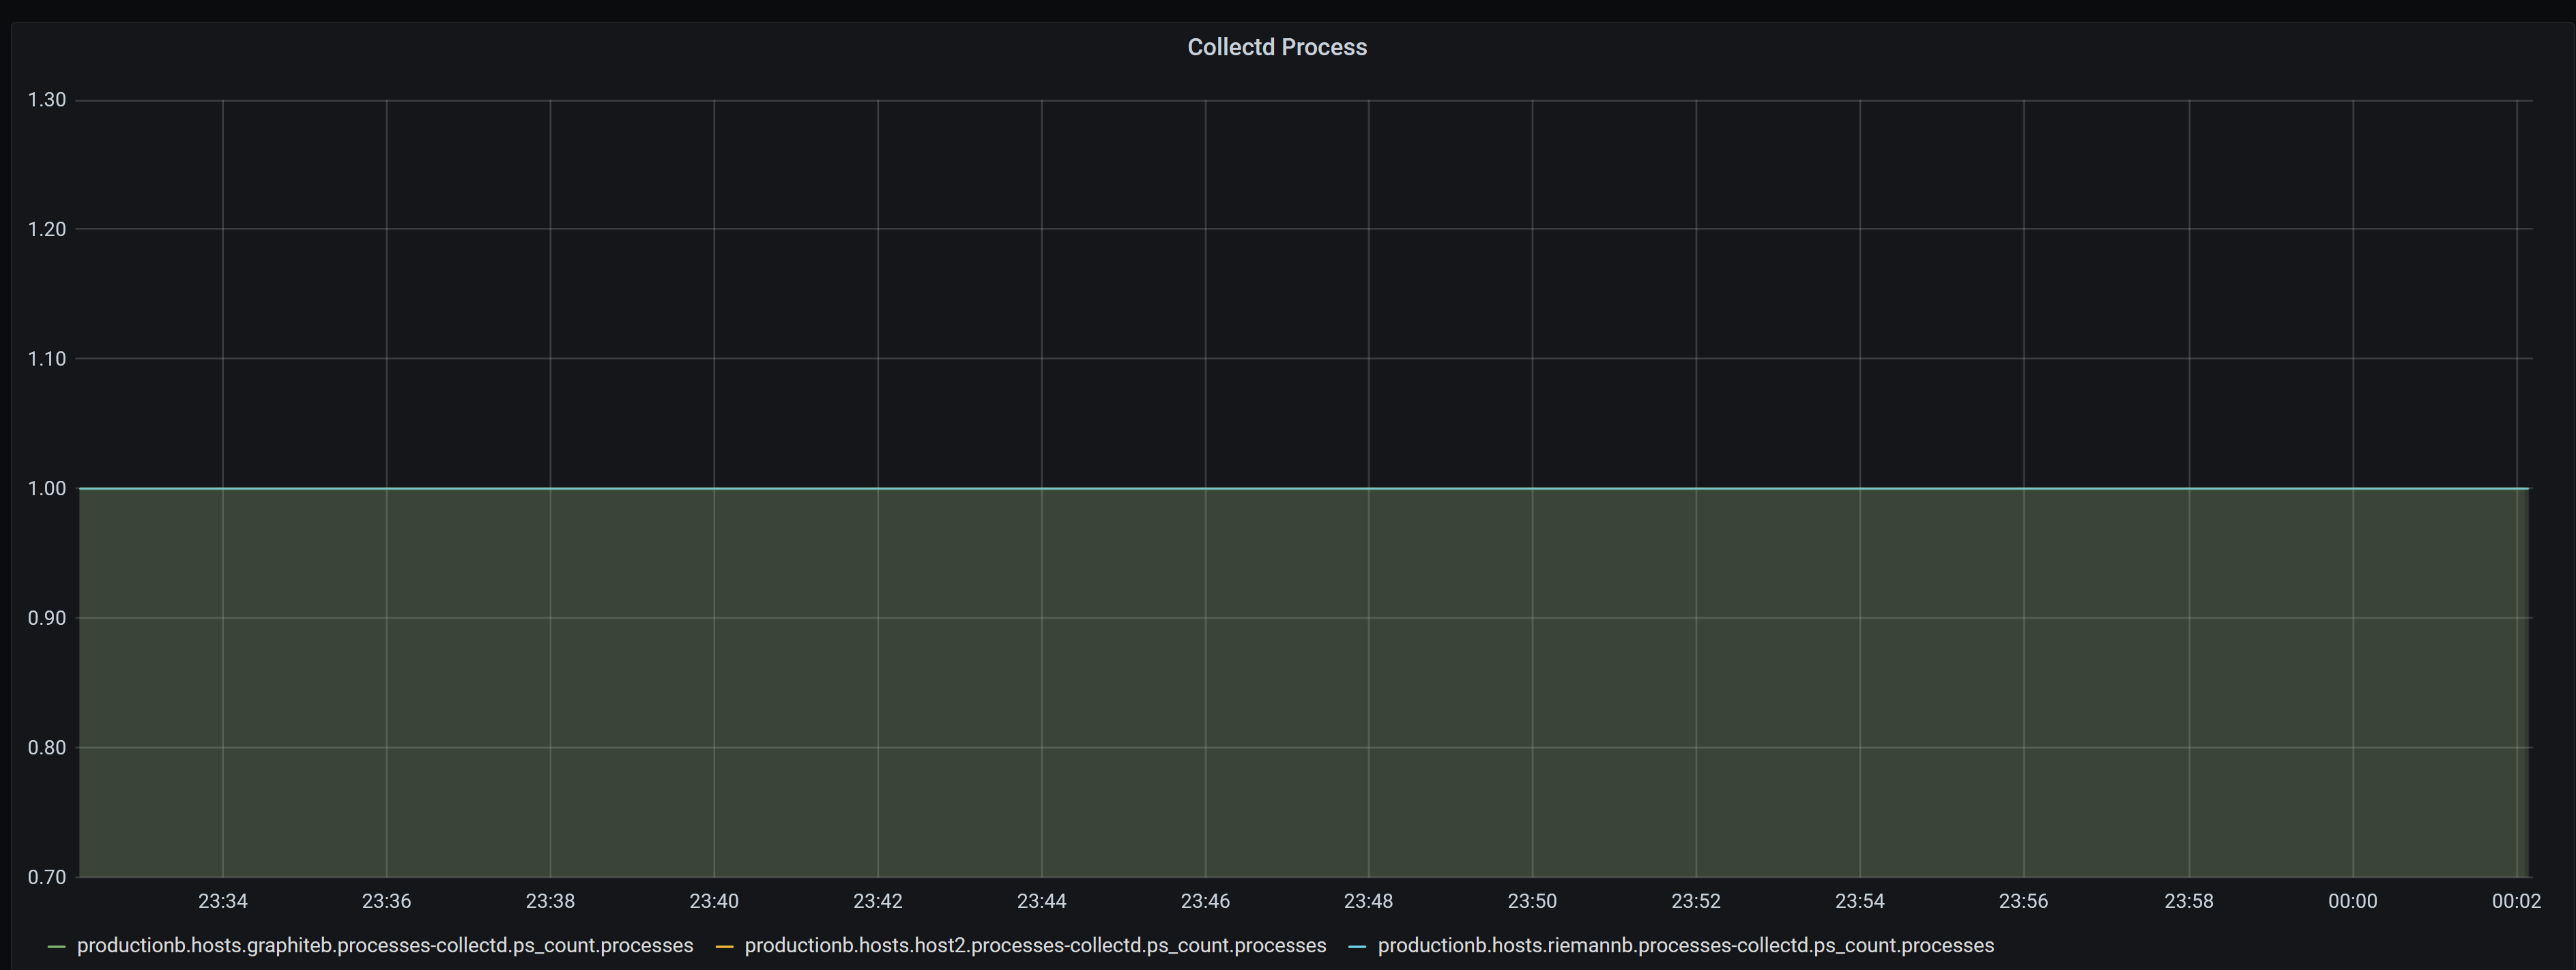 Collectd Process
1.30
1.20
1.10
1.00
0.90
0.80
0.70
23:34 23:36 23:38 23:40 23:42 23:44 23:46 23:48 23:50 23:52 23:54 23:56 23:58 00:00 00:02
productionb.hosts.graphiteb.processes-collectd.ps_count.processes productionb.hosts.host2.processes-collectd.ps_count.processes productionb.hosts.riemannb.processes-collectd.ps_count.processes